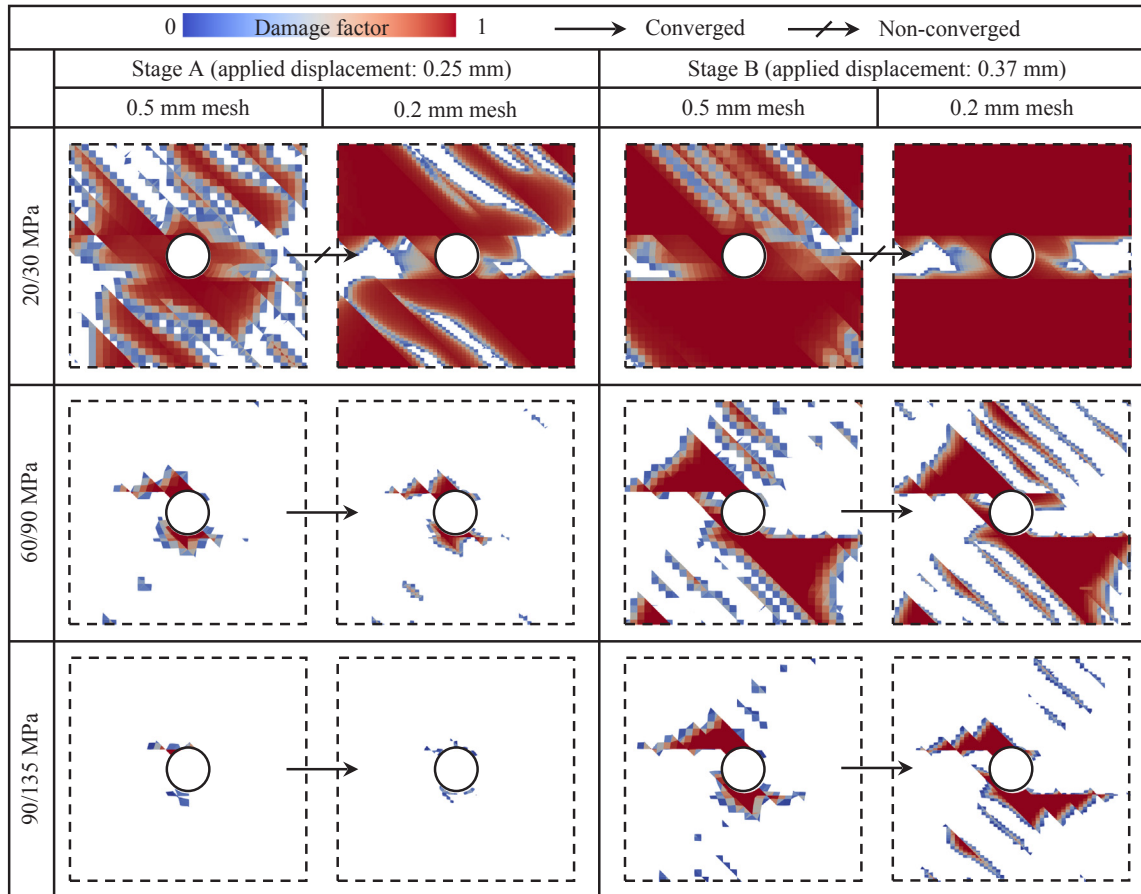 0 Damage factor 1 Converged Non-converged
Stage A (applied displacement: 0.25 mm) Stage B (applied displacement: 0.37 mm)
0.5 mm mesh 0.2 mm mesh 0.5 mm mesh 0.2 mm mesh
20/30 MPa
60/90 MPa
90/135 MPa